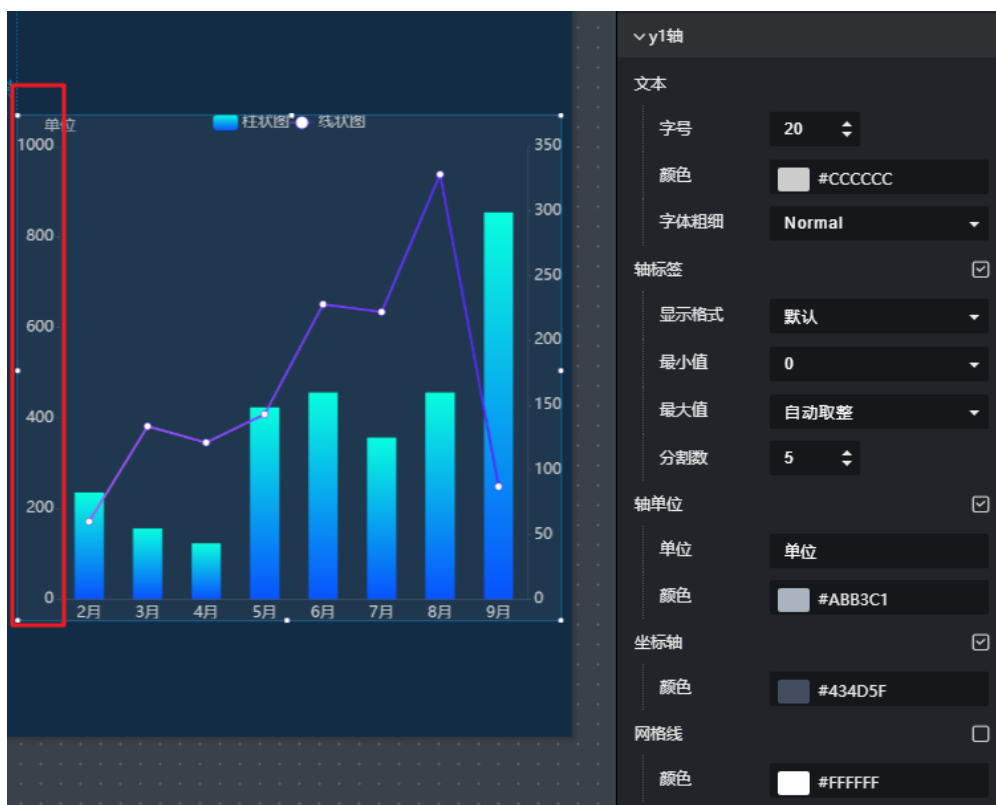 单位
柱状图 线状图
1000
800
600
400
200
0
350
300
250
200
150
100
50
0
2月 3月 4月 5月 6月 7月 8月 9月
y1轴
文本
字号 20
颜色 #CCCCCC
字体粗细 Normal
轴标签
显示格式 默认
最小值 0
最大值 自动取整
分割数 5
轴单位
单位 单位
颜色 #ABB3C1
坐标轴
颜色 #434D5F
网格线
颜色 #FFFFFF